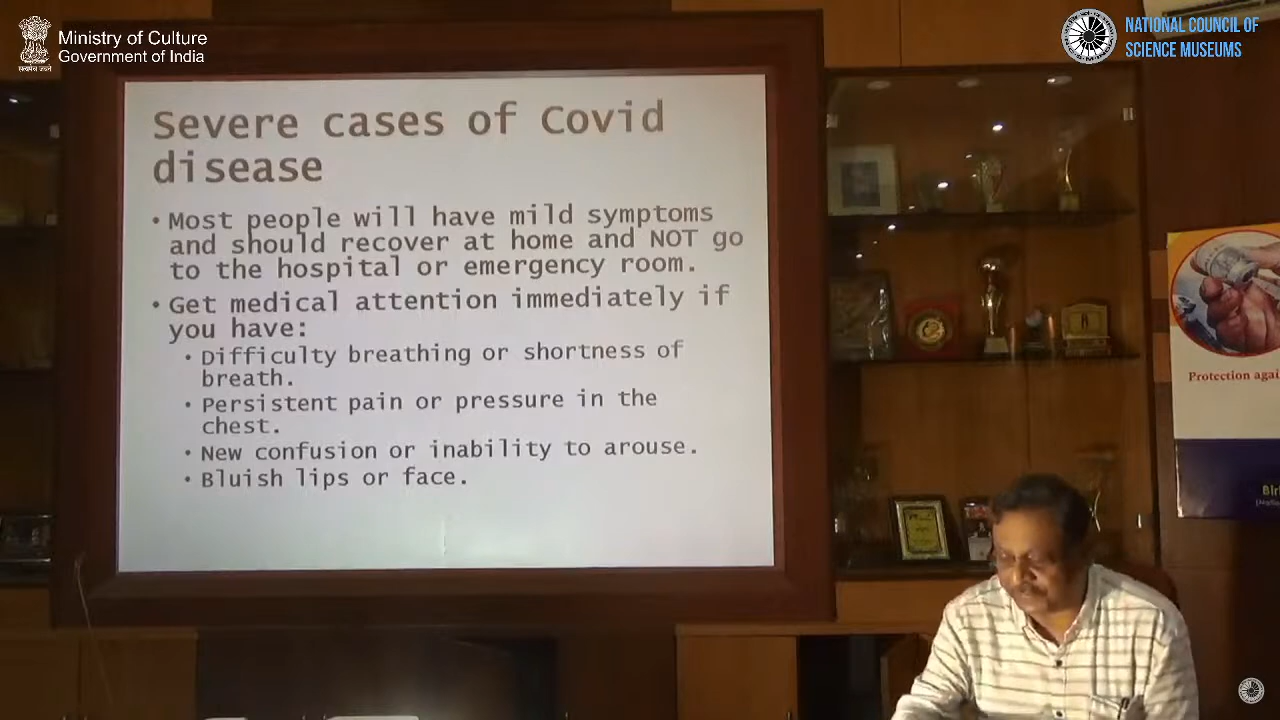 Ministry of Culture
Government of India
NATIONAL COUNCIL OF
SCIENCE MUSEUMS
Severe cases of Covid
disease
• Most people will have mild symptoms
and should recover at home and NOT go
to the hospital or emergency room.
• Get medical attention immediately if
you have:
• Difficulty breathing or shortness of
breath.
• Persistent pain or pressure in the
chest.
• New confusion or inability to arouse.
• Bluish lips or face.
Protection agai